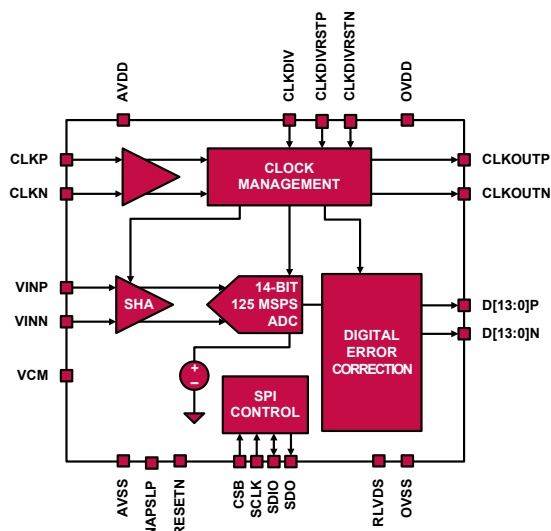 AVDD
CLKDIV
CLKDIVRSTP
CLKDIVRSTN
OVDD
CLKP
CLKN
CLOCK
MANAGEMENT
CLKOUTP
CLKOUTN
VINP
VINN
SHA
14-BIT
125 MSPS
ADC
DIGITAL
ERROR
CORRECTION
D[13:0]P
D[13:0]N
VCM
+
–
SPI
CONTROL
AVSS
NAPSLP
RESETN
CSB
SCLK
SDIO
SDO
RLVDS
OVSS